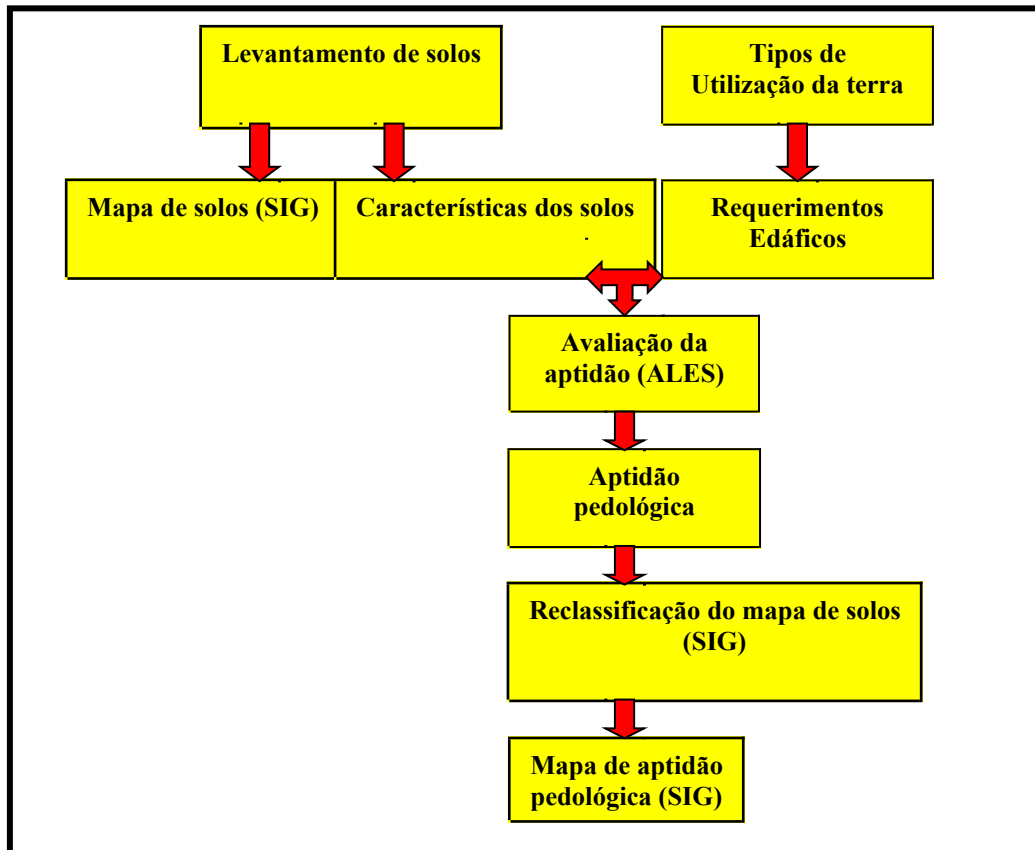 Levantamento de solos
Tipos de
Utilização da terra
Mapa de solos (SIG)
Características dos solos
Requerimentos
Edáficos
Avaliação da
aptidão (ALES)
Aptidão
pedológica
Reclassificação do mapa de solos
(SIG)
Mapa de aptidão
pedológica (SIG)